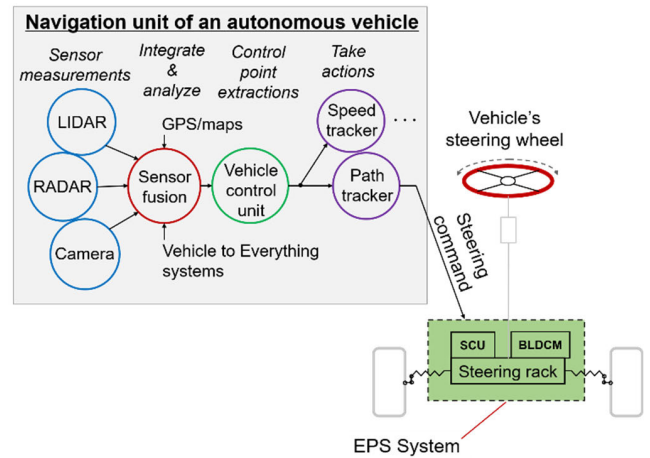 Navigation unit of an autonomous vehicle
Sensor
measurements
Integrate
&
analyze
Control
point
extractions
Take
actions
LIDAR
RADAR
Camera
GPS/maps
Sensor
fusion
Vehicle to Everything
systems
Vehicle
control
unit
Speed
tracker
. . .
Path
tracker
Steering
command
Vehicle's
steering wheel
SCU
BLDCM
Steering rack
EPS System